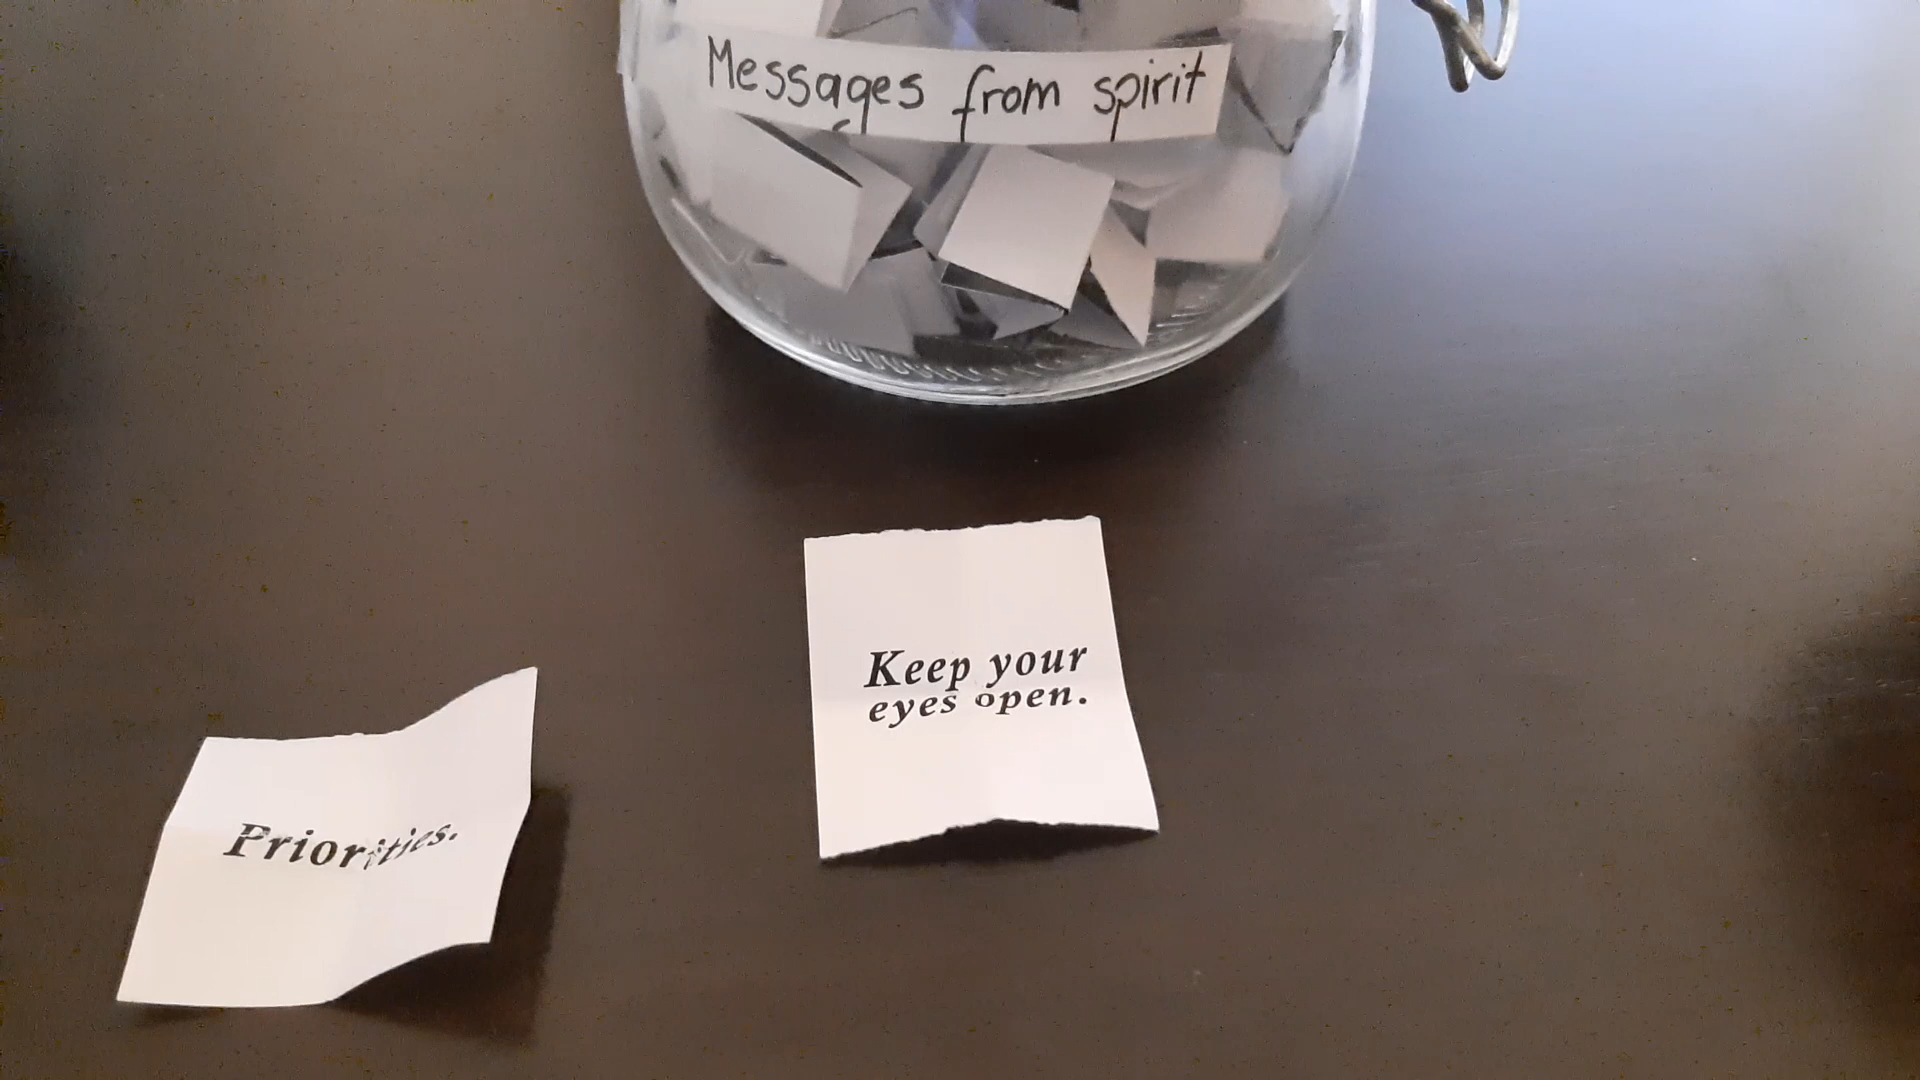 Messages from spirit
Keep your
eyes open.
Priorities.